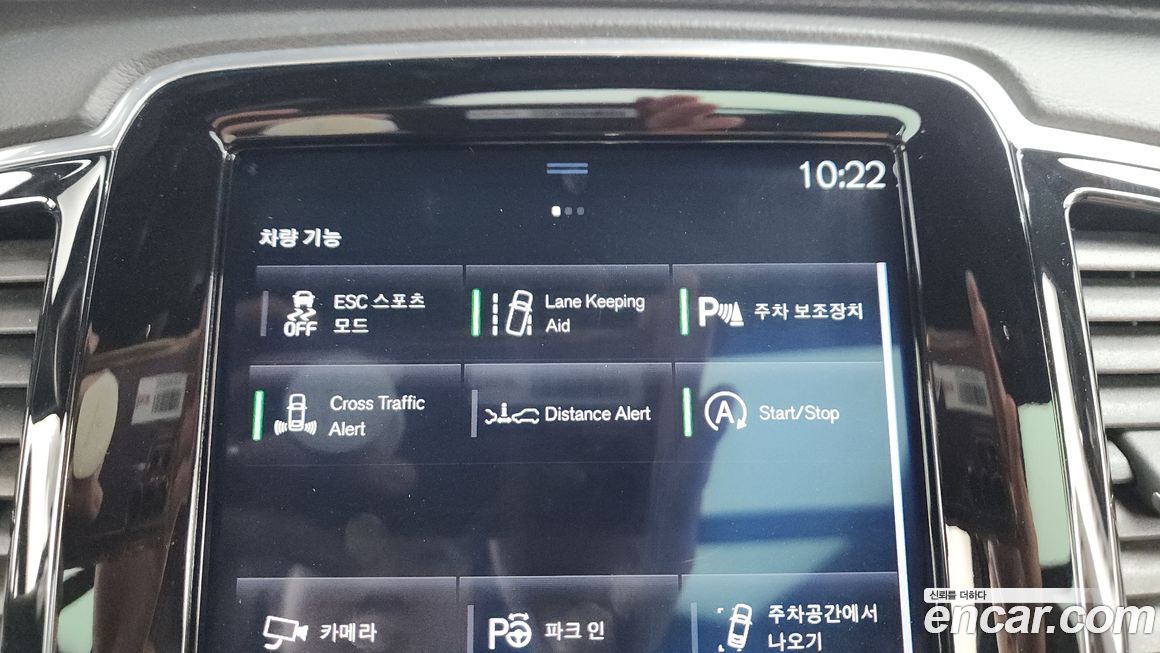 10:22
차량 기능
ESC 스포츠
모드
OFF
Lane Keeping
Aid
P
주차 보조장치
Cross Traffic
Alert
Distance Alert
A
Start/Stop
카메라
P
파크 인
주차공간에서
나오기
신뢰를 더하다
encar.com